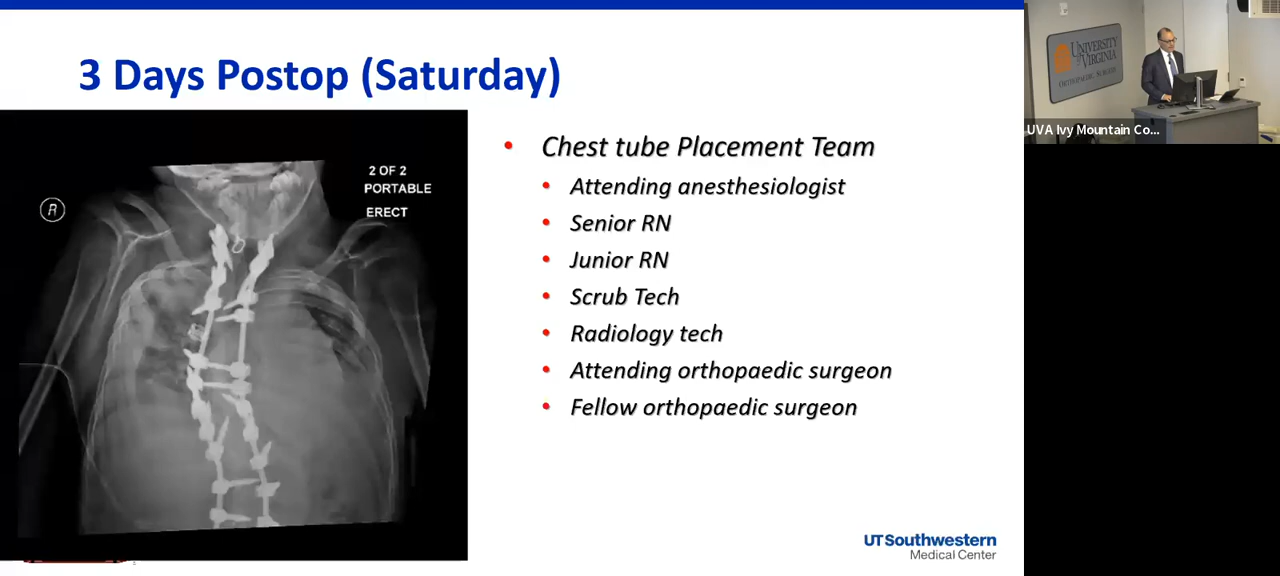 3 Days Postop (Saturday)
2 OF 2
PORTABLE
ERECT
R
• Chest tube Placement Team
• Attending anesthesiologist
• Senior RN
• Junior RN
• Scrub Tech
• Radiology tech
• Attending orthopaedic surgeon
• Fellow orthopaedic surgeon
UTSouthwestern
Medical Center
UNIVERSITY
of VIRGINIA
ORTHOPAEDIC SURGERY
UVA Ivy Mountain Co...